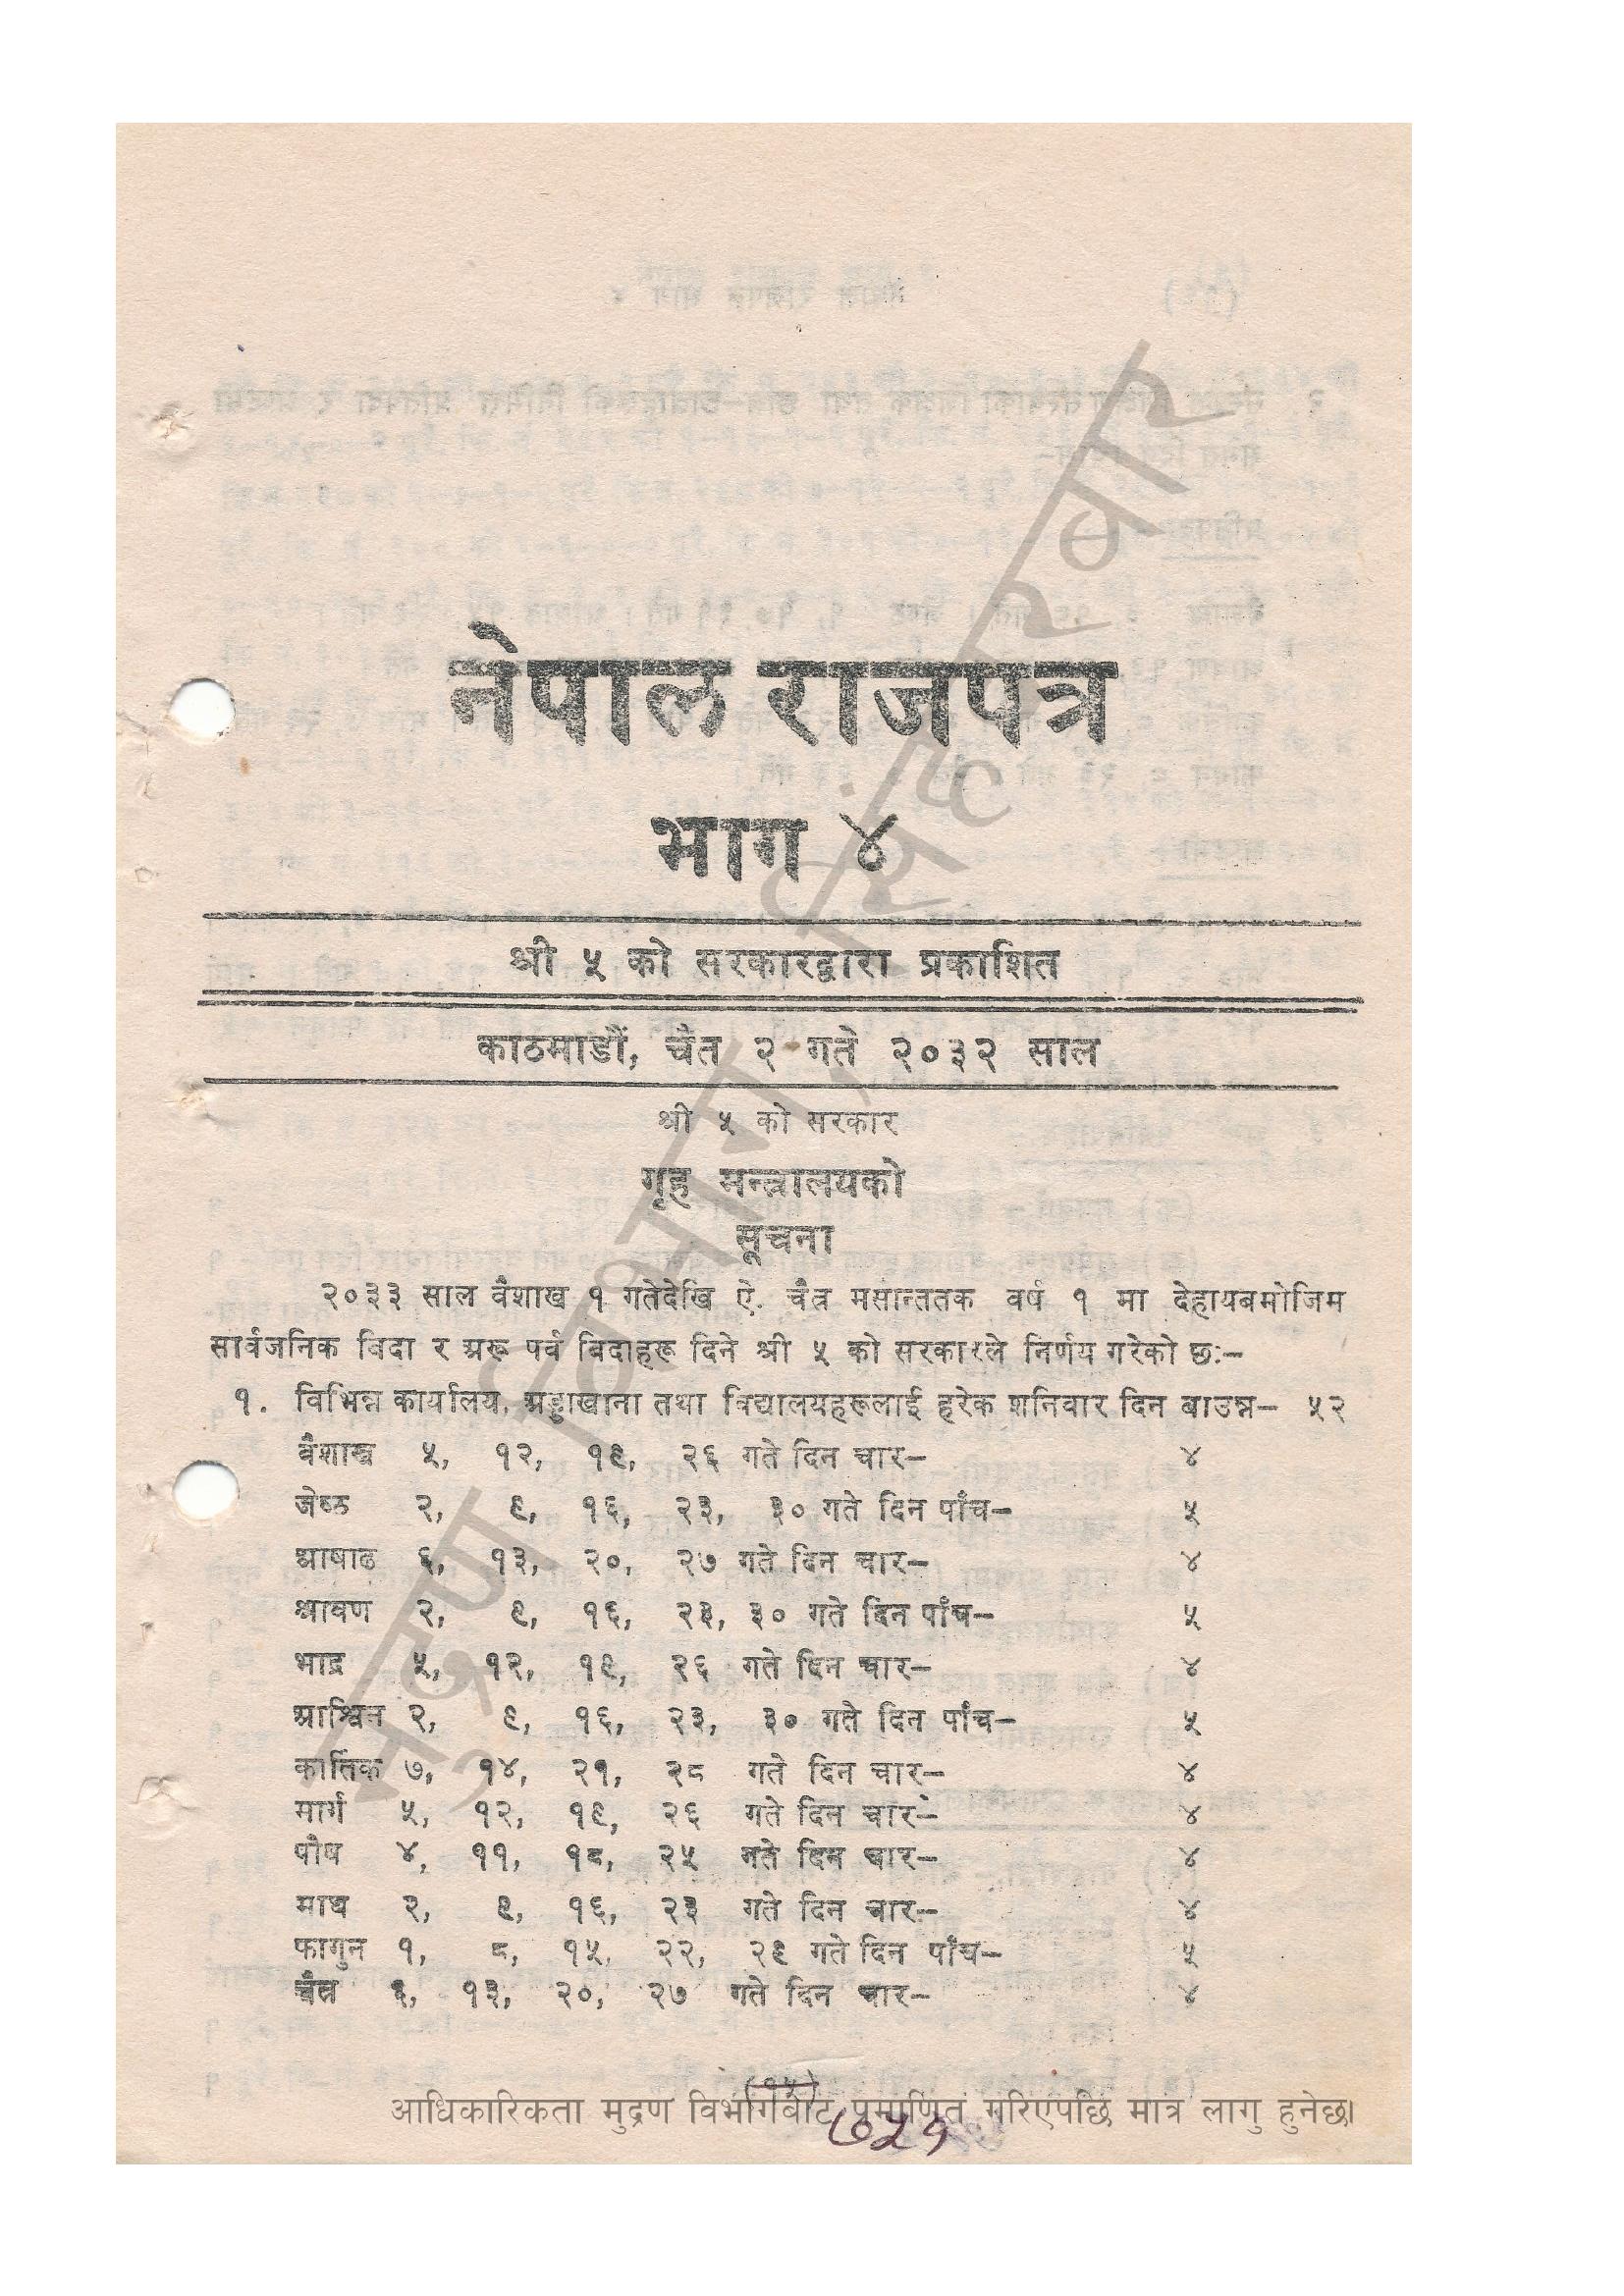 नेपाल राजपत्र
भाग ४
श्री ५ को सरकारद्वारा प्रकाशित
काठमाडौं, चैत २ गते २०३२ साल
श्री ५ को सरकार
गृह मन्त्रालयको
सूचना
२०३३ साल वैशाख १ गतेदेखि ऐ. चैत्र मसान्ततक वर्ष १ मा देहायबमोजिम
सार्वजनिक विदा र अरू पर्व बिदाहरू दिने श्री ५ को सरकारले निर्णय गरेको छः–
१. विभिन्न कार्यालय, अड्डाखाना तथा विद्यालयहरूलाई हरेक शनिवार दिन बाउन्न– ५२
वैशाख ५, १२, १९, २६ गते दिन चार– ४
जेष्ठ २, ९, १६, २३, ३० गते दिन पाँच– ५
आषाढ ६, १३, २०, २७ गते दिन चार– ४
श्रावण २, ९, १६, २३, ३० गते दिन पाँच– ५
भाद्र ५, १२, १९, २६ गते दिन चार– ४
आश्विन २, ९, १६, २३, ३० गते दिन पाँच– ५
कार्तिक ७, १४, २१, २८ गते दिन चार– ४
मार्ग ५, १२, १९, २६ गते दिन चार– ४
पौष ४, ११, १८, २५ गते दिन चार– ४
माघ २, ९, १६, २३ गते दिन चार– ४
फागुन १, ८, १५, २२, २९ गते दिन पाँच– ५
चैत्र ६, १३, २०, २७ गते दिन चार– ४
(१५)
आधिकारिकता मुद्रण विभागबाट प्रमाणित गरिएपछि मात्र लागु हुनेछ।
७२५१
मुद्रण विभाग, सिंहदरवार